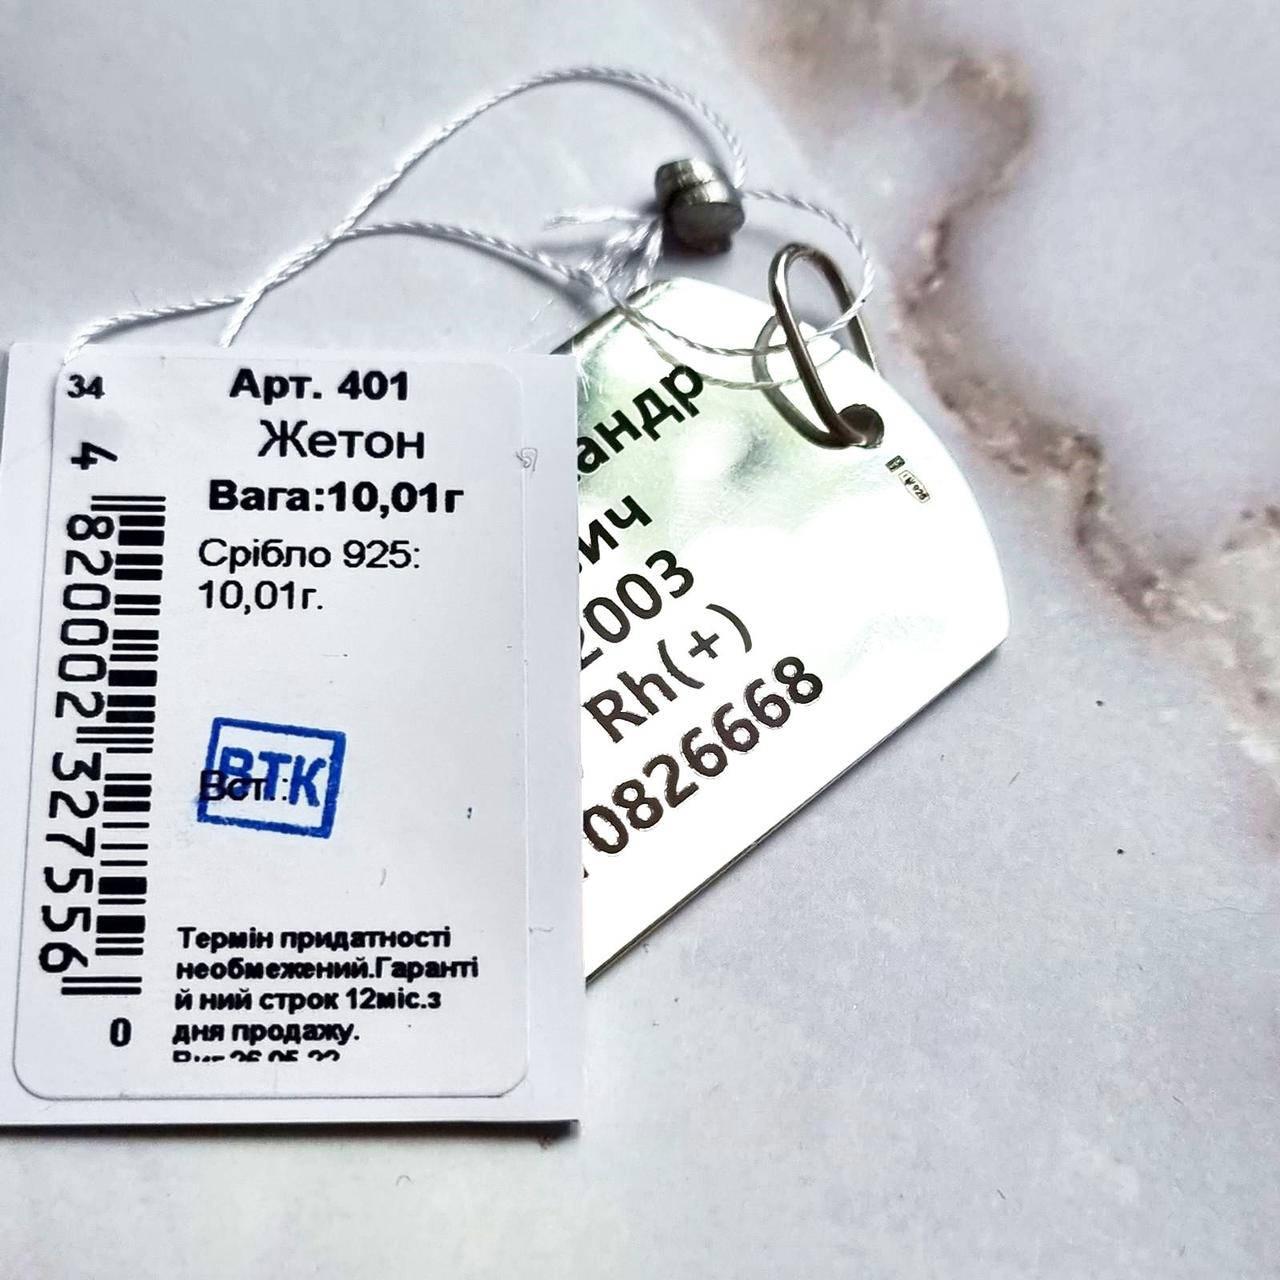 34
Арт. 401
Жетон
Вага:10,01г
Срібло 925:
10,01г.
ВТК
Вст.:
Термін придатності
необмежений.Гаранті
й ний строк 12міс.з
дня продажу.
4
820002
327556
0
андр
ич
2003
Rh(+)
0826668
925